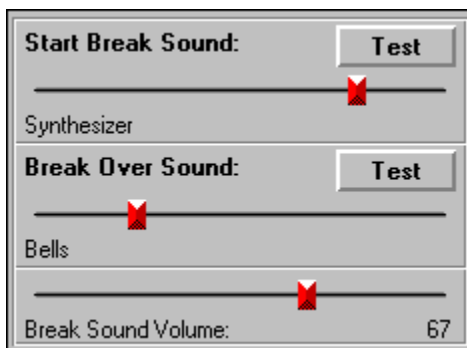 Start Break Sound: Test
Synthesizer
Break Over Sound: Test
Bells
Break Sound Volume: 67